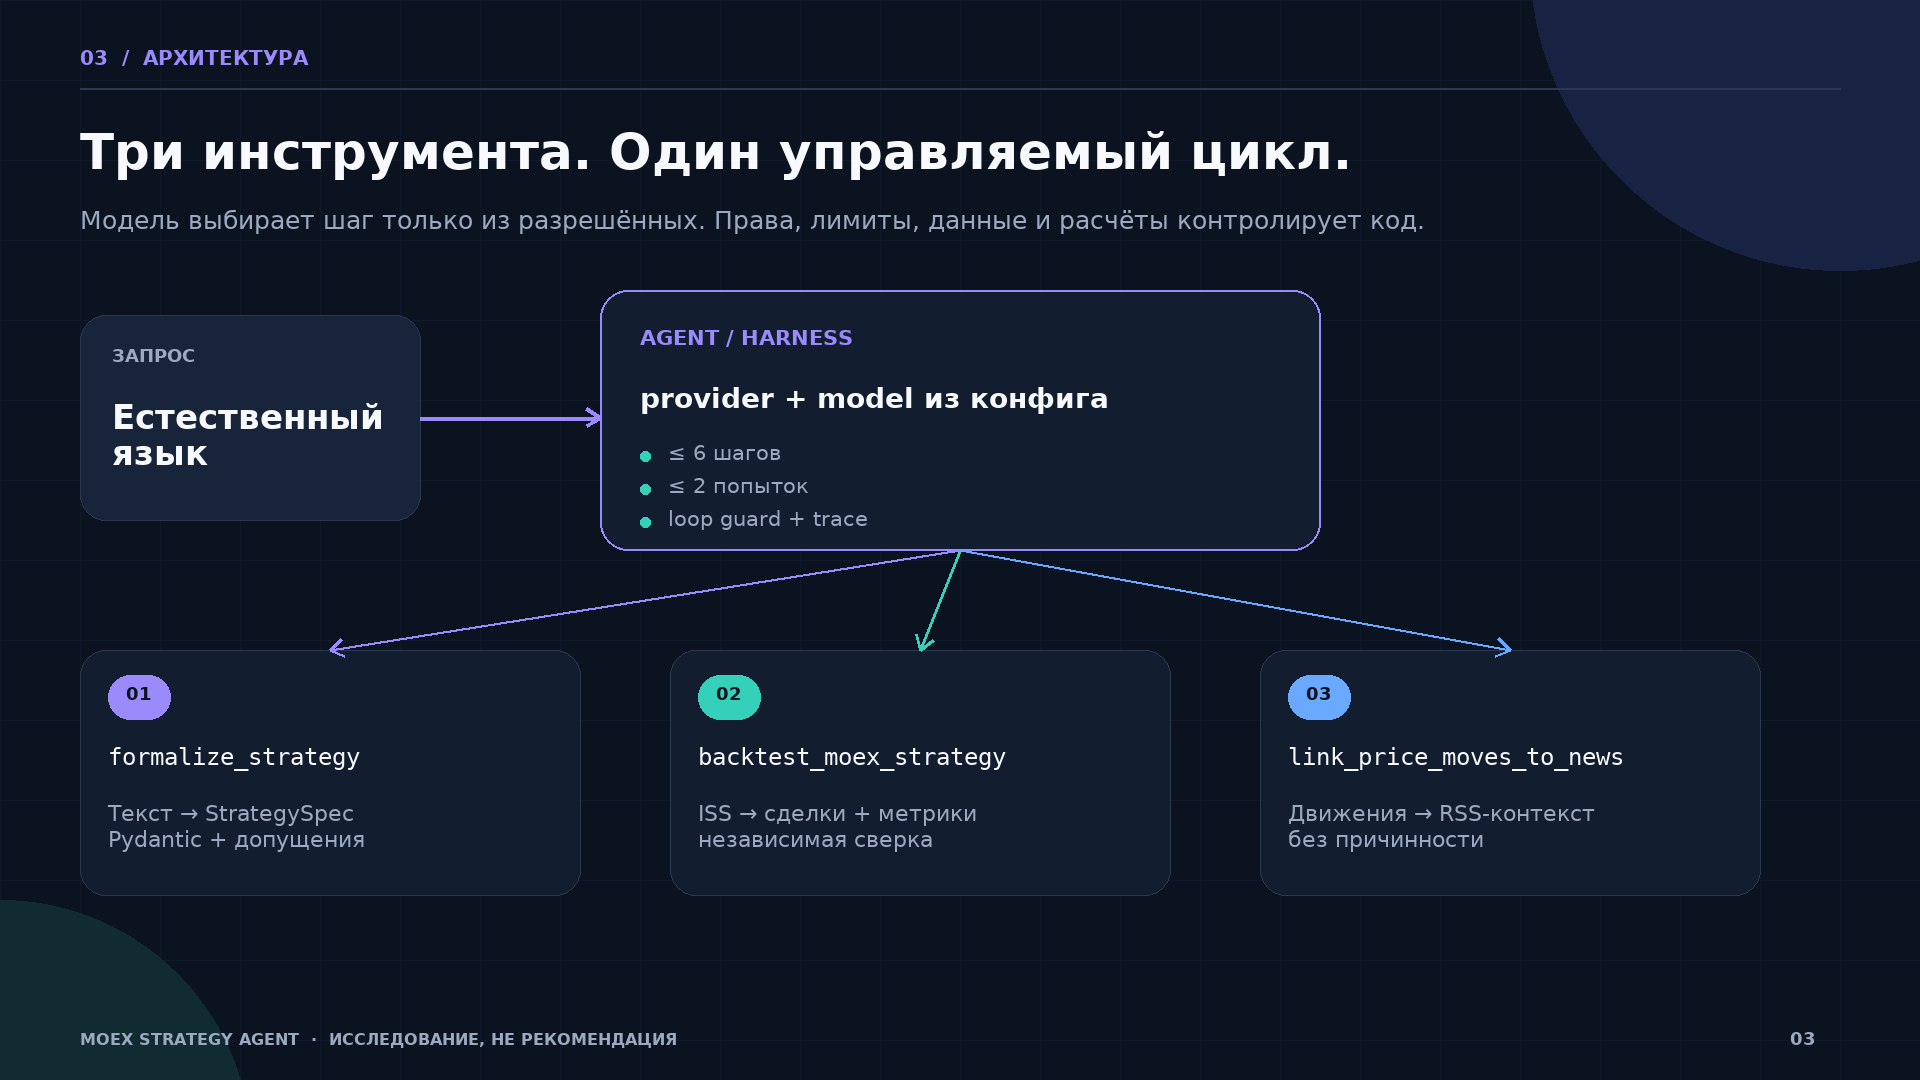 03 / АРХИТЕКТУРА
Три инструмента. Один управляемый цикл.
Модель выбирает шаг только из разрешённых. Права, лимиты, данные и расчёты контролирует код.
ЗАПРОС
Естественный
язык
AGENT / HARNESS
provider + model из конфига
≤ 6 шагов
≤ 2 попыток
loop guard + trace
01
formalize_strategy
Текст → StrategySpec
Pydantic + допущения
02
backtest_moex_strategy
ISS → сделки + метрики
независимая сверка
03
link_price_moves_to_news
Движения → RSS-контекст
без причинности
MOEX STRATEGY AGENT · ИССЛЕДОВАНИЕ, НЕ РЕКОМЕНДАЦИЯ
03